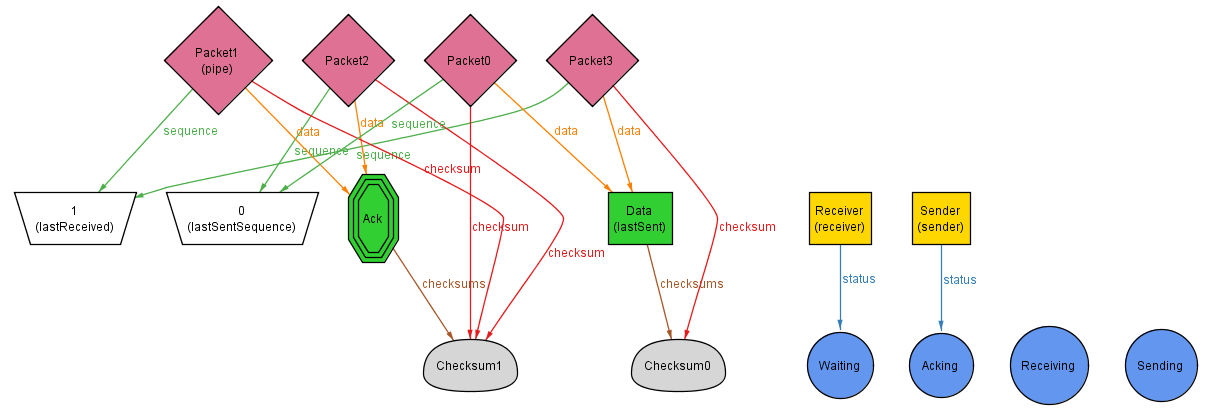 Packet1
(pipe)
Packet2
Packet0
Packet3
sequence
data
data
sequence
data
data
sequence
sequence
checksum
1
(lastReceived)
0
(lastSentSequence)
Ack
Data
(lastSent)
Receiver
(receiver)
Sender
(sender)
checksum
checksum
checksum
checksums
checksums
status
status
Checksum1
Checksum0
Waiting
Acking
Receiving
Sending